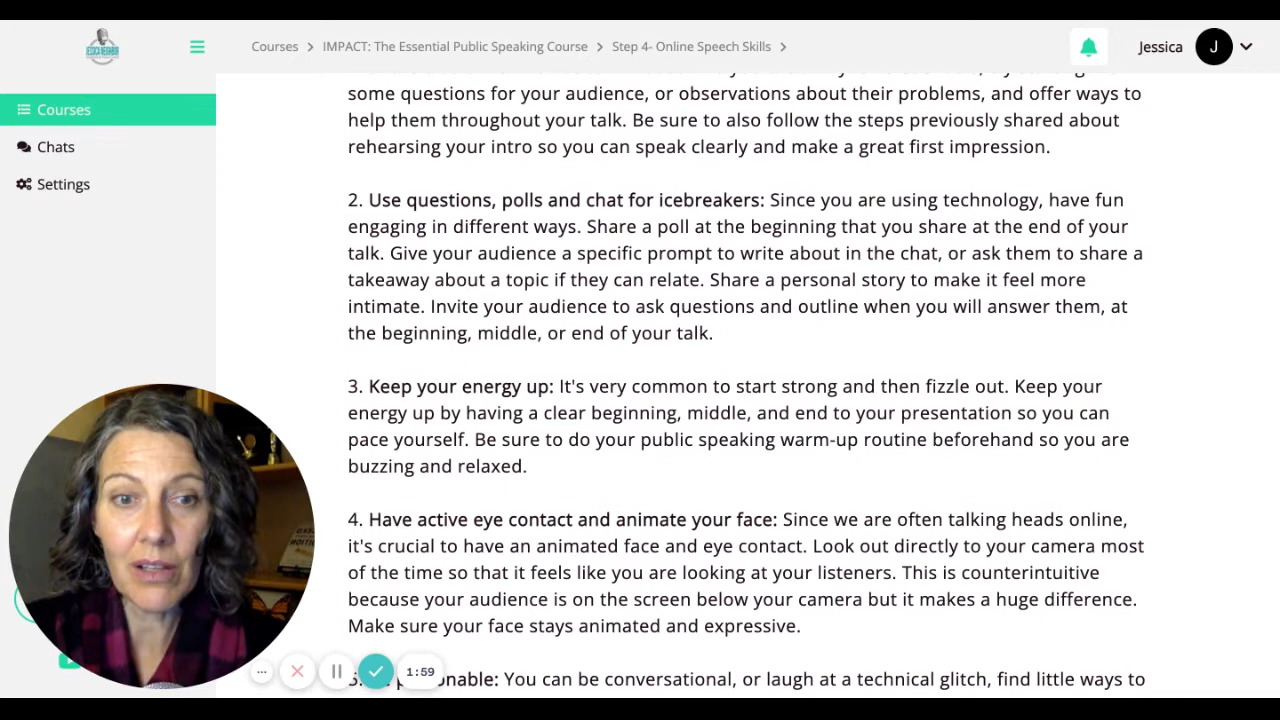 Courses > IMPACT: The Essential Public Speaking Course > Step 4- Online Speech Skills >
Jessica J
Courses
Chats
Settings
some questions for your audience, or observations about their problems, and offer ways to
help them throughout your talk. Be sure to also follow the steps previously shared about
rehearsing your intro so you can speak clearly and make a great first impression.
2. Use questions, polls and chat for icebreakers: Since you are using technology, have fun
engaging in different ways. Share a poll at the beginning that you share at the end of your
talk. Give your audience a specific prompt to write about in the chat, or ask them to share a
takeaway about a topic if they can relate. Share a personal story to make it feel more
intimate. Invite your audience to ask questions and outline when you will answer them, at
the beginning, middle, or end of your talk.
3. Keep your energy up: It's very common to start strong and then fizzle out. Keep your
energy up by having a clear beginning, middle, and end to your presentation so you can
pace yourself. Be sure to do your public speaking warm-up routine beforehand so you are
buzzing and relaxed.
4. Have active eye contact and animate your face: Since we are often talking heads online,
it's crucial to have an animated face and eye contact. Look out directly to your camera most
of the time so that it feels like you are looking at your listeners. This is counterintuitive
because your audience is on the screen below your camera but it makes a huge difference.
Make sure your face stays animated and expressive.
You can be conversational, or laugh at a technical glitch, find little ways to
1:59